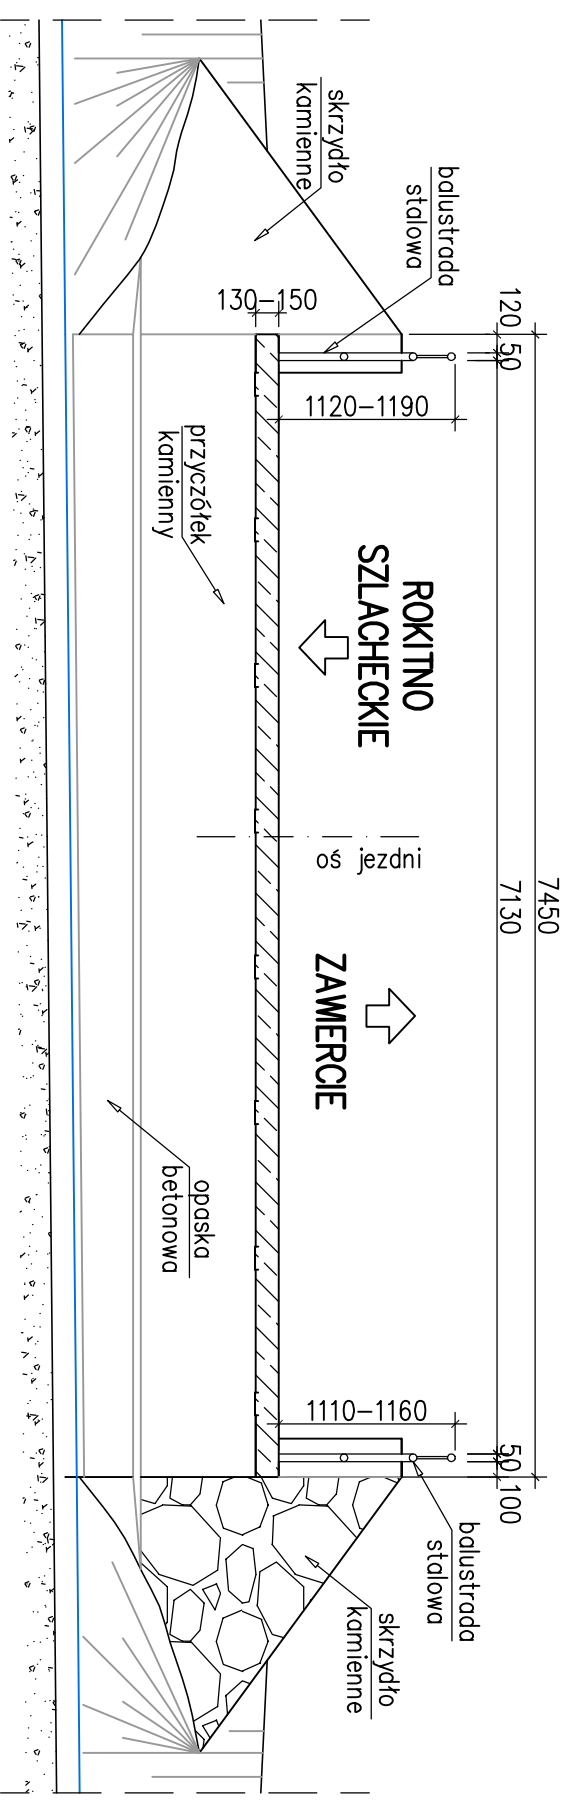 7450
120
50
7130
50
100
balustrada
stalowa
skrzydło
kamienne
130-150
1120-1190
ROKITNO
SZLACHECKIE
przyczółek
kamienny
oś jezdni
ZAWIERCIE
opaska
betonowa
1110-1160
balustrada
stalowa
skrzydło
kamienne